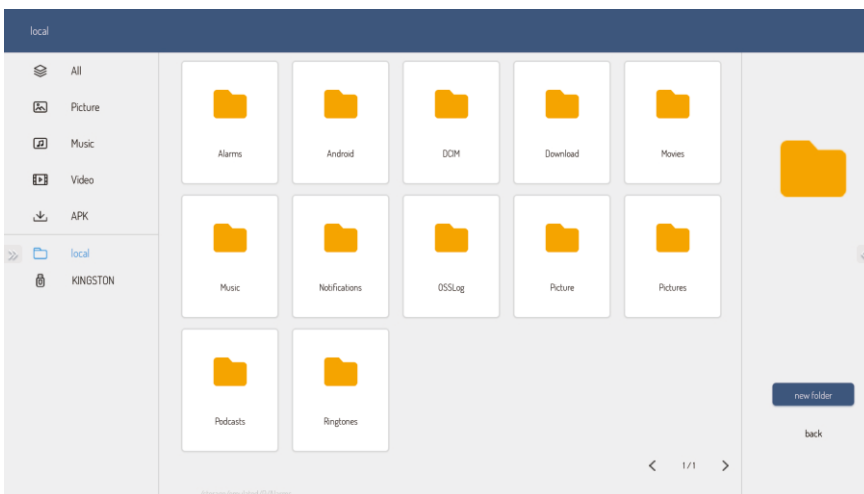 local
All
Picture
Music
Video
APK
local
KINGSTON
Alarms
Android
DCIM
Download
Movies
Music
Notifications
OSSLog
Picture
Pictures
Podcasts
Ringtones
1/1
new folder
back